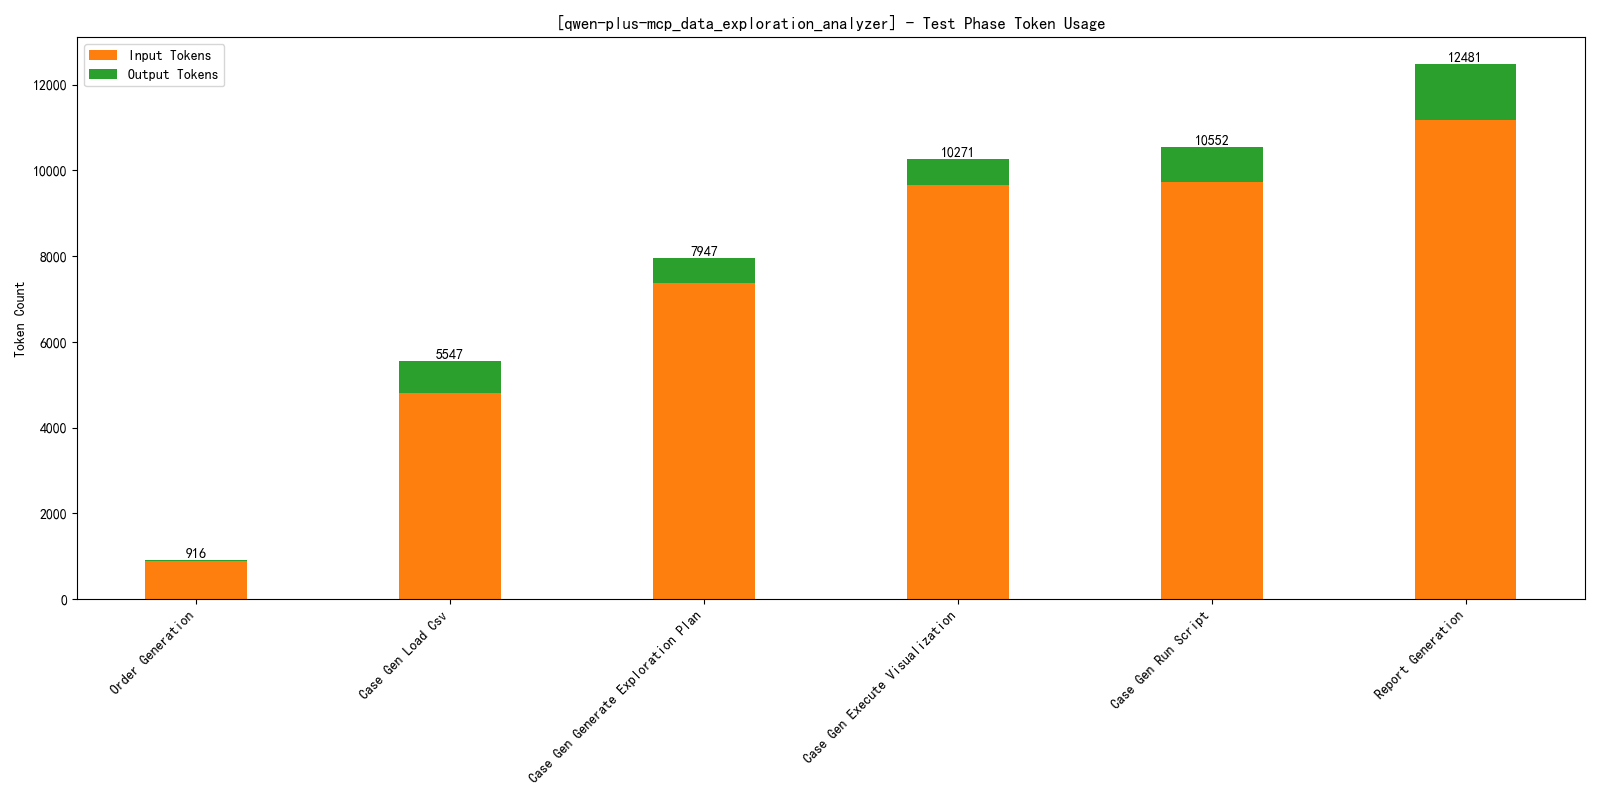 [qwen-plus-mcp_data_exploration_analyzer] - Test Phase Token Usage
Input Tokens
Output Tokens
Token Count
12000
10000
8000
6000
4000
2000
0
916
5547
7947
10271
10552
12481
Order Generation
Case Gen Load Csv
Case Gen Generate Exploration Plan
Case Gen Execute Visualization
Case Gen Run Script
Report Generation